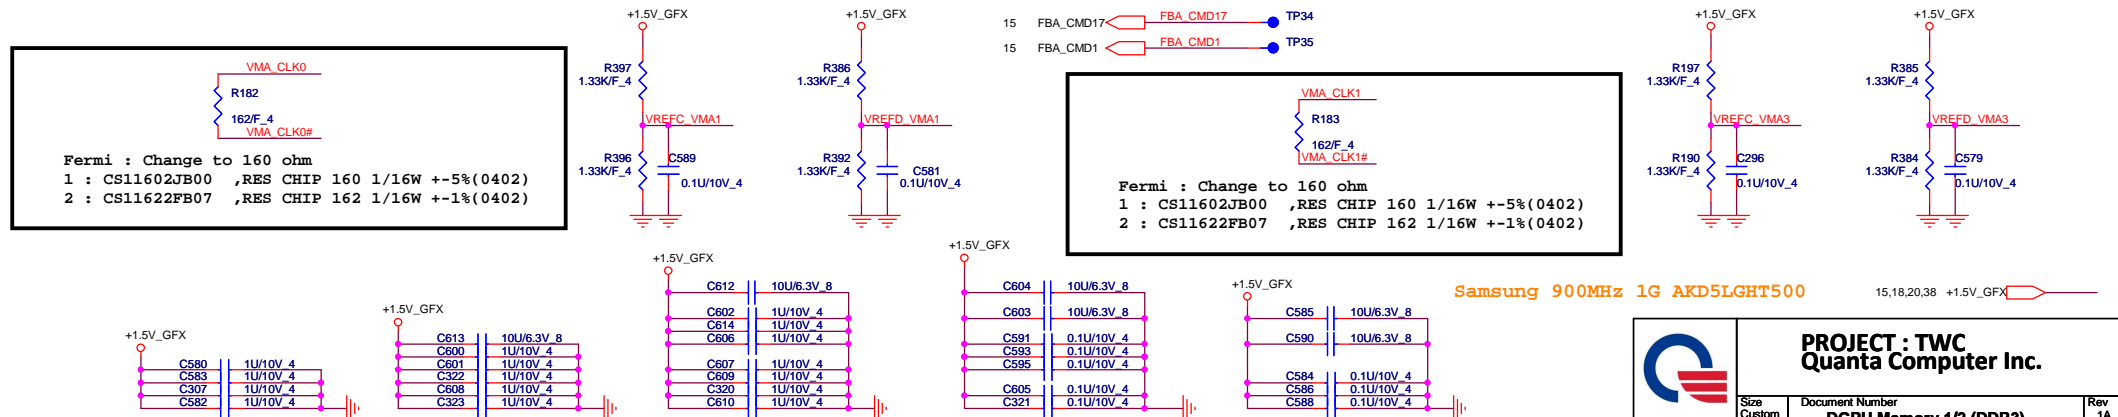 +1.5V_GFX
+1.5V_GFX
15 FBA_CMD17 FBA_CMD17 TP34
15 FBA_CMD1 FBA_CMD1 TP35
+1.5V_GFX
+1.5V_GFX
VMA_CLK0
R182
162/F_4
VMA_CLK0#
Fermi : Change to 160 ohm
1 : CS11602JB00 ,RES CHIP 160 1/16W +-5%(0402)
2 : CS11622FB07 ,RES CHIP 162 1/16W +-1%(0402)
R397
1.33K/F_4
VREFC_VMA1
R396
1.33K/F_4
C589
0.1U/10V_4
R386
1.33K/F_4
VREFD_VMA1
R392
1.33K/F_4
C581
0.1U/10V_4
VMA_CLK1
R183
162/F_4
VMA_CLK1#
Fermi : Change to 160 ohm
1 : CS11602JB00 ,RES CHIP 160 1/16W +-5%(0402)
2 : CS11622FB07 ,RES CHIP 162 1/16W +-1%(0402)
R197
1.33K/F_4
VREFC_VMA3
R190
1.33K/F_4
C296
0.1U/10V_4
R385
1.33K/F_4
VREFD_VMA3
R384
1.33K/F_4
C579
0.1U/10V_4
+1.5V_GFX
C580 1U/10V_4
C583 1U/10V_4
C307 1U/10V_4
C582 1U/10V_4
+1.5V_GFX
C613 10U/6.3V_8
C600 1U/10V_4
C601 1U/10V_4
C322 1U/10V_4
C608 1U/10V_4
C323 1U/10V_4
+1.5V_GFX
C612 10U/6.3V_8
C602 1U/10V_4
C614 1U/10V_4
C606 1U/10V_4
C607 1U/10V_4
C609 1U/10V_4
C320 1U/10V_4
C610 1U/10V_4
+1.5V_GFX
C604 10U/6.3V_8
C603 10U/6.3V_8
C591 0.1U/10V_4
C593 0.1U/10V_4
C595 0.1U/10V_4
C605 0.1U/10V_4
C321 0.1U/10V_4
+1.5V_GFX
C585 10U/6.3V_8
C590 10U/6.3V_8
C584 0.1U/10V_4
C586 0.1U/10V_4
C588 0.1U/10V_4
Samsung 900MHz 1G AKD5LGHT500
15,18,20,38 +1.5V_GFX
PROJECT : TWC
Quanta Computer Inc.
Size Document Number Rev
Custom DGPU Memory 1/2 (DDR3) 1A